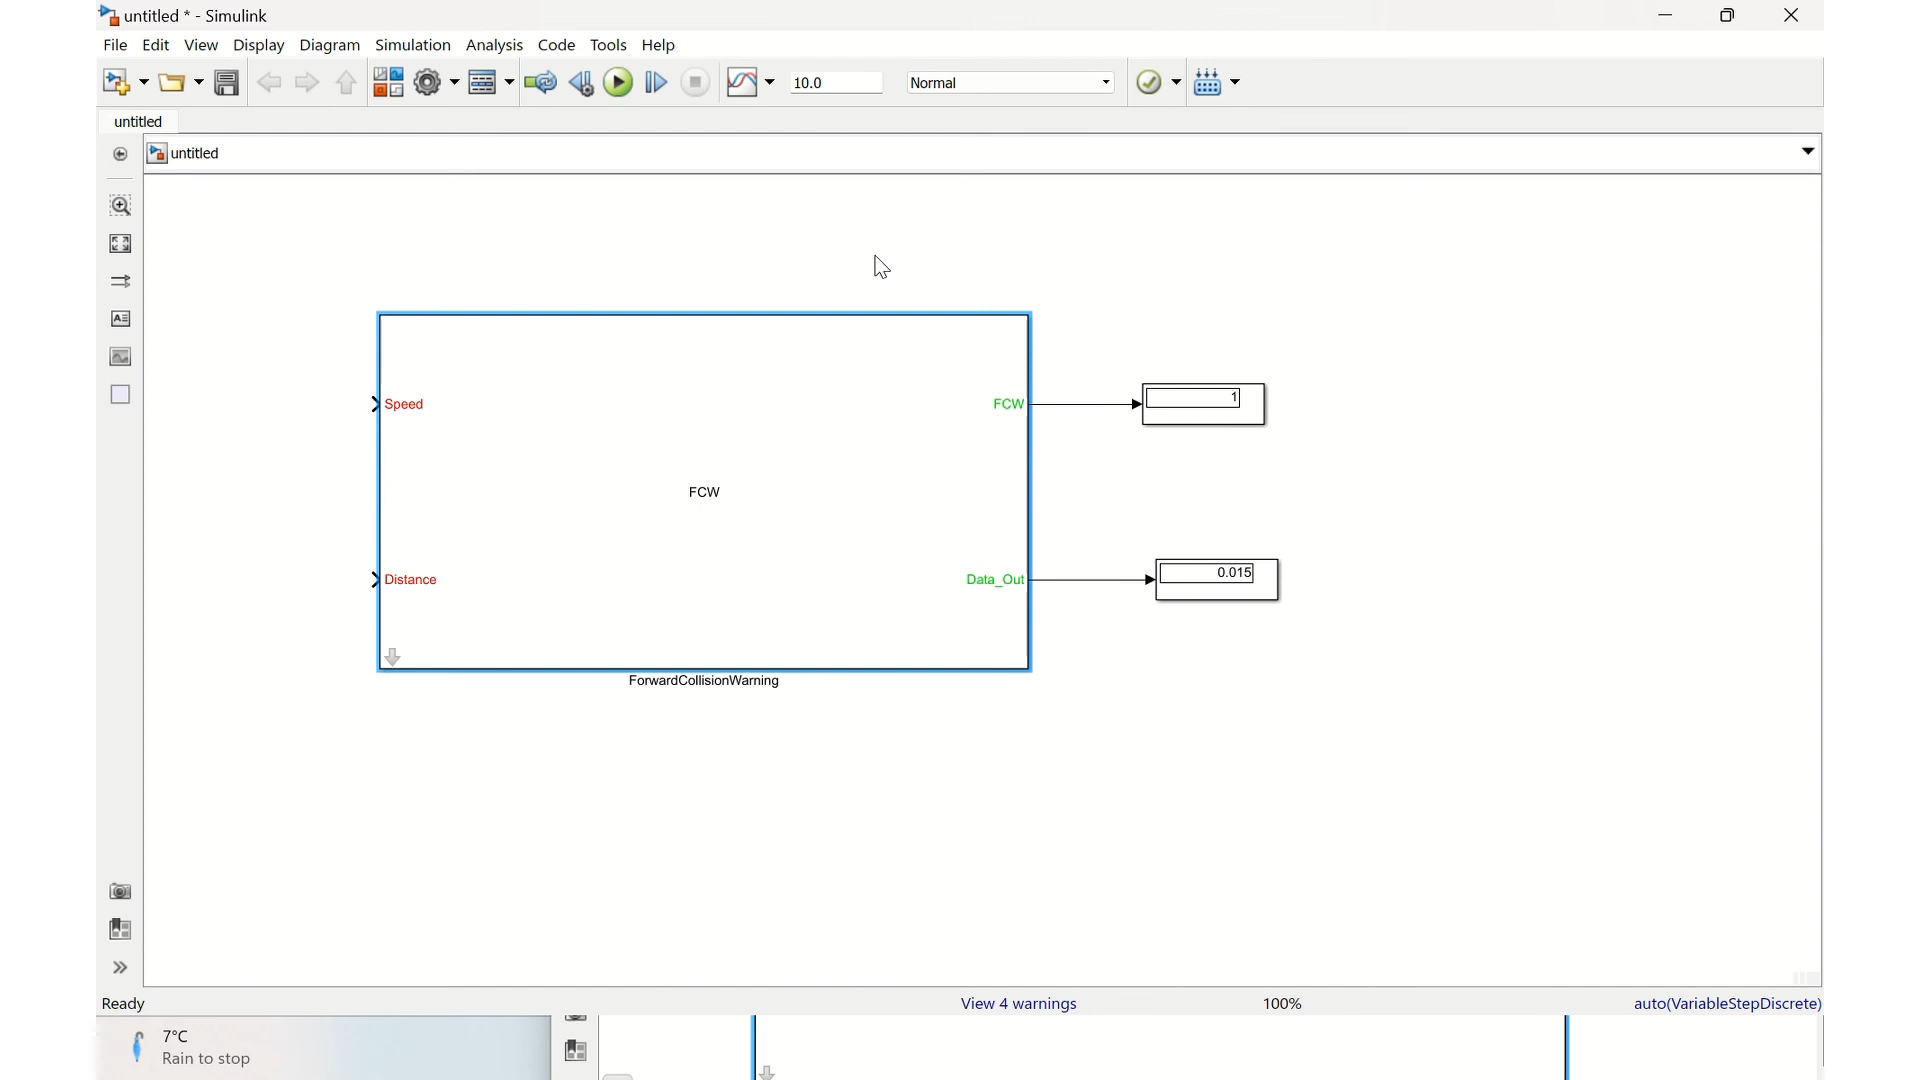 untitled * - Simulink
File Edit View Display Diagram Simulation Analysis Code Tools Help
10.0 Normal
untitled
untitled
Speed
FCW
1
FCW
Distance
Data_Out
0.015
ForwardCollisionWarning
Ready View 4 warnings 100% auto(VariableStepDiscrete)
7°C
Rain to stop